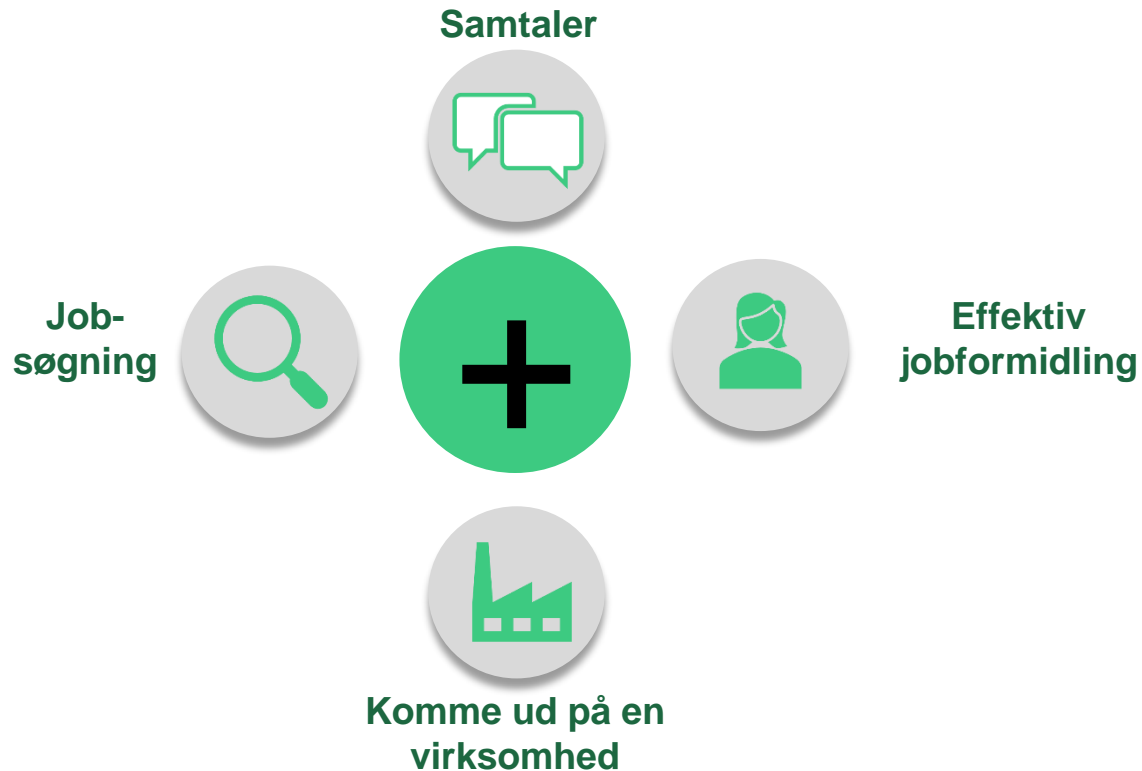 Samtaler
Job-
søgning
Effektiv
jobformidling
Komme ud på en
virksomhed